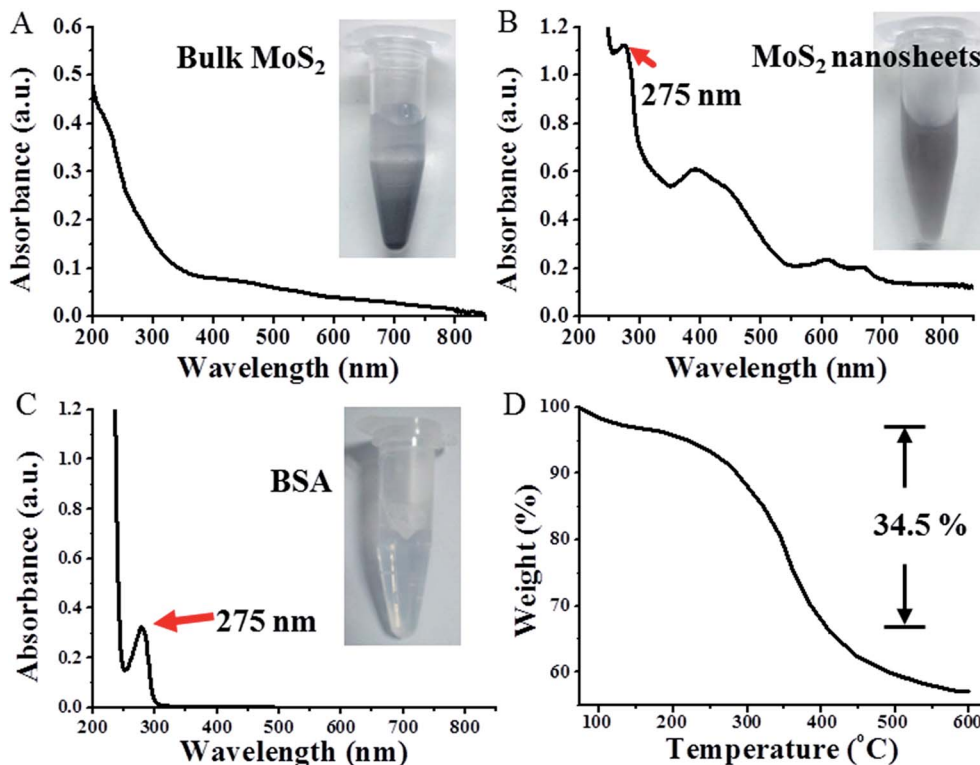 A
Bulk MoS2
0.6
0.5
0.4
0.3
0.2
0.1
0.0
Absorbance (a.u.)
200 300 400 500 600 700 800
Wavelength (nm)
B
MoS2 nanosheets
275 nm
1.2
1.0
0.8
0.6
0.4
0.2
0.0
Absorbance (a.u.)
200 300 400 500 600 700 800
Wavelength (nm)
C
BSA
275 nm
1.2
1.0
0.8
0.6
0.4
0.2
0.0
Absorbance (a.u.)
200 300 400 500 600 700 800
Wavelength (nm)
D
34.5 %
100
90
80
70
60
Weight (%)
100 200 300 400 500 600
Temperature (°C)